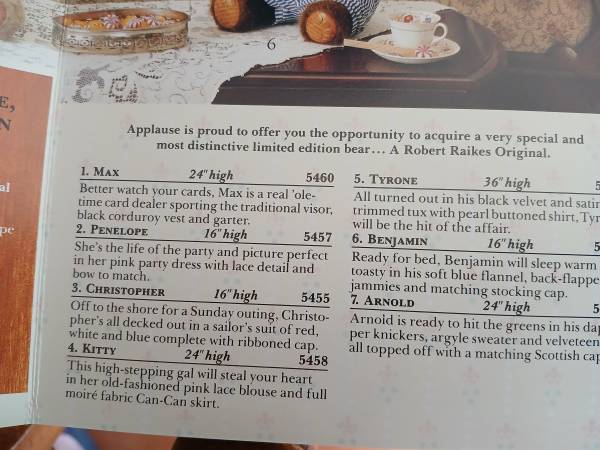 6
E,
N
al
pe
Applause is proud to offer you the opportunity to acquire a very special and
most distinctive limited edition bear... A Robert Raikes Original.
1. MAX 24" high 5460
Better watch your cards, Max is a real 'ole-
time card dealer sporting the traditional visor,
black corduroy vest and garter.
2. PENELOPE 16" high 5457
She's the life of the party and picture perfect
in her pink party dress with lace detail and
bow to match.
3. CHRISTOPHER 16" high 5455
Off to the shore for a Sunday outing, Christo-
pher's all decked out in a sailor's suit of red,
white and blue complete with ribboned cap.
4. KITTY 24" high 5458
This high-stepping gal will steal your heart
in her old-fashioned pink lace blouse and full
moiré fabric Can-Can skirt.
5. TYRONE 36" high 5
All turned out in his black velvet and satin
trimmed tux with pearl buttoned shirt, Tyr
will be the hit of the affair.
6. BENJAMIN 16" high 5
Ready for bed, Benjamin will sleep warm
toasty in his soft blue flannel, back-flappe
jammies and matching stocking cap.
7. ARNOLD 24" high 5
Arnold is ready to hit the greens in his dap
per knickers, argyle sweater and velveteen
all topped off with a matching Scottish cap